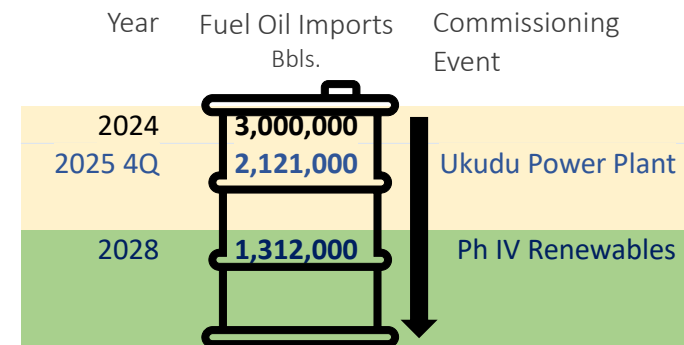 Year Fuel Oil Imports Commissioning
Bbls. Event
2024 3,000,000
2025 4Q 2,121,000 Ukudu Power Plant
2028 1,312,000 Ph IV Renewables